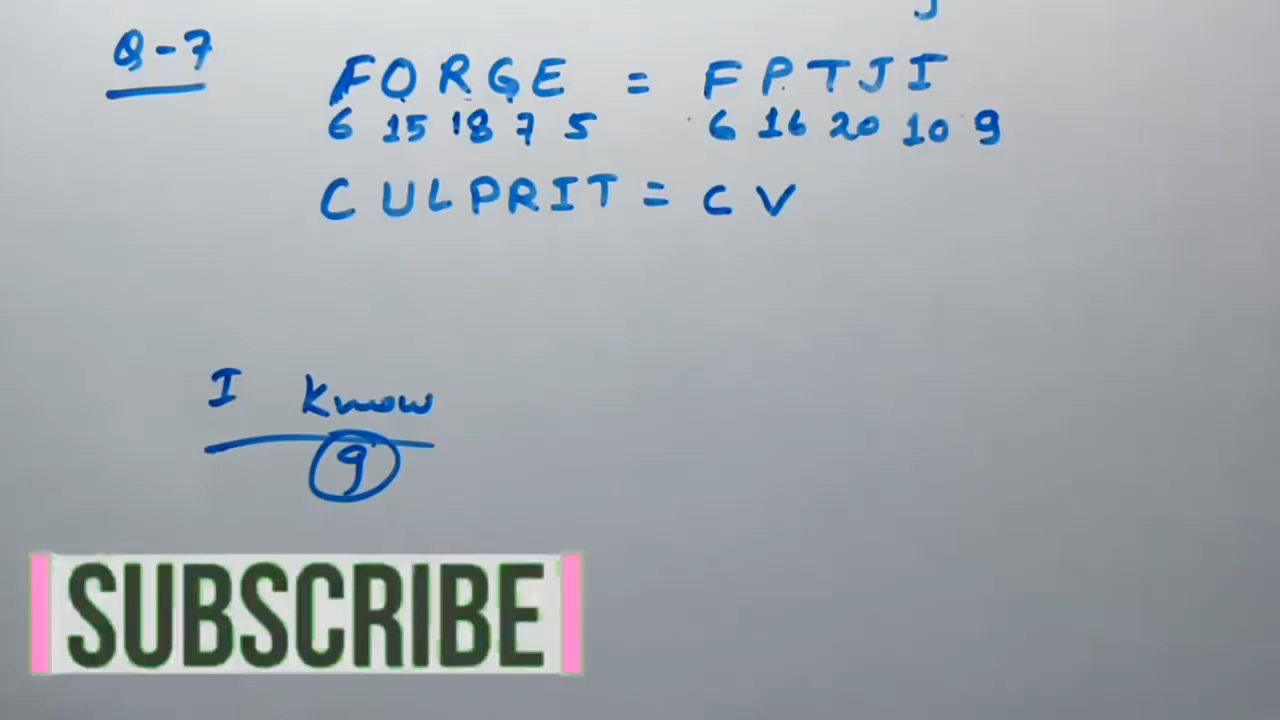 J
Q-7
FORGE = FPTJI
6 15 18 7 5 6 16 20 10 9
CULPRIT = CV
I Know
9
SUBSCRIBE